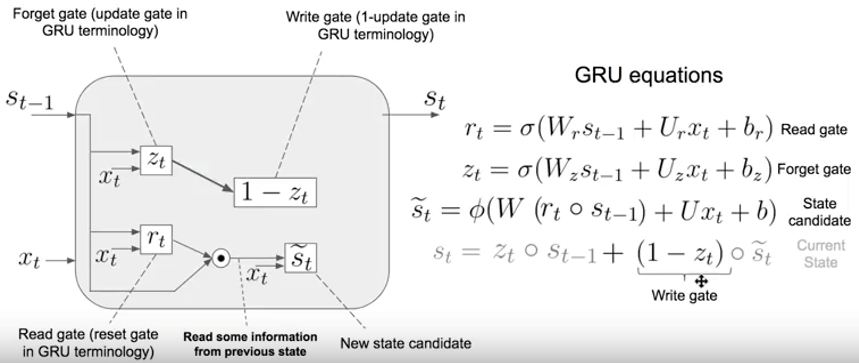 Forget gate (update gate in
GRU terminology)
Write gate (1-update gate in
GRU terminology)
s_{t-1}
s_t
z_t
x_t
1 − z_t
r_t
x_t
x_t
s̃_t
x_t
Read gate (reset gate
in GRU terminology)
Read some information
from previous state
New state candidate
GRU equations
r_t = σ(W_r s_{t-1} + U_r x_t + b_r) Read gate
z_t = σ(W_z s_{t-1} + U_z x_t + b_z) Forget gate
s̃_t = ϕ(W (r_t ∘ s_{t-1}) + Ux_t + b) State
candidate
s_t = z_t ∘ s_{t-1} + (1 − z_t) ∘ s̃_t Current
State
Write gate